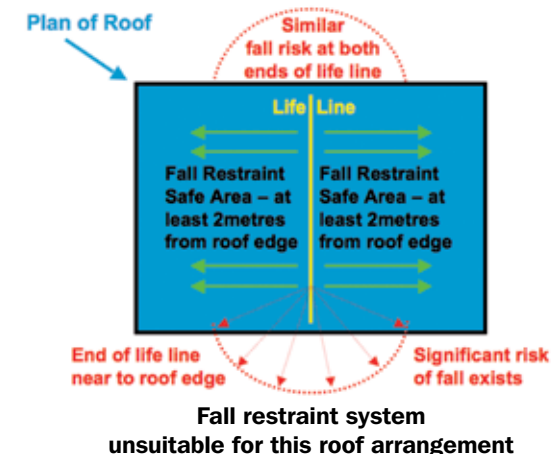 Plan of Roof
Similar
fall risk at both
ends of life line
Life Line
Fall Restraint
Safe Area – at
least 2metres
from roof edge
Fall Restraint
Safe Area – at
least 2metres
from roof edge
End of life line
near to roof edge
Significant risk
of fall exists
Fall restraint system
unsuitable for this roof arrangement